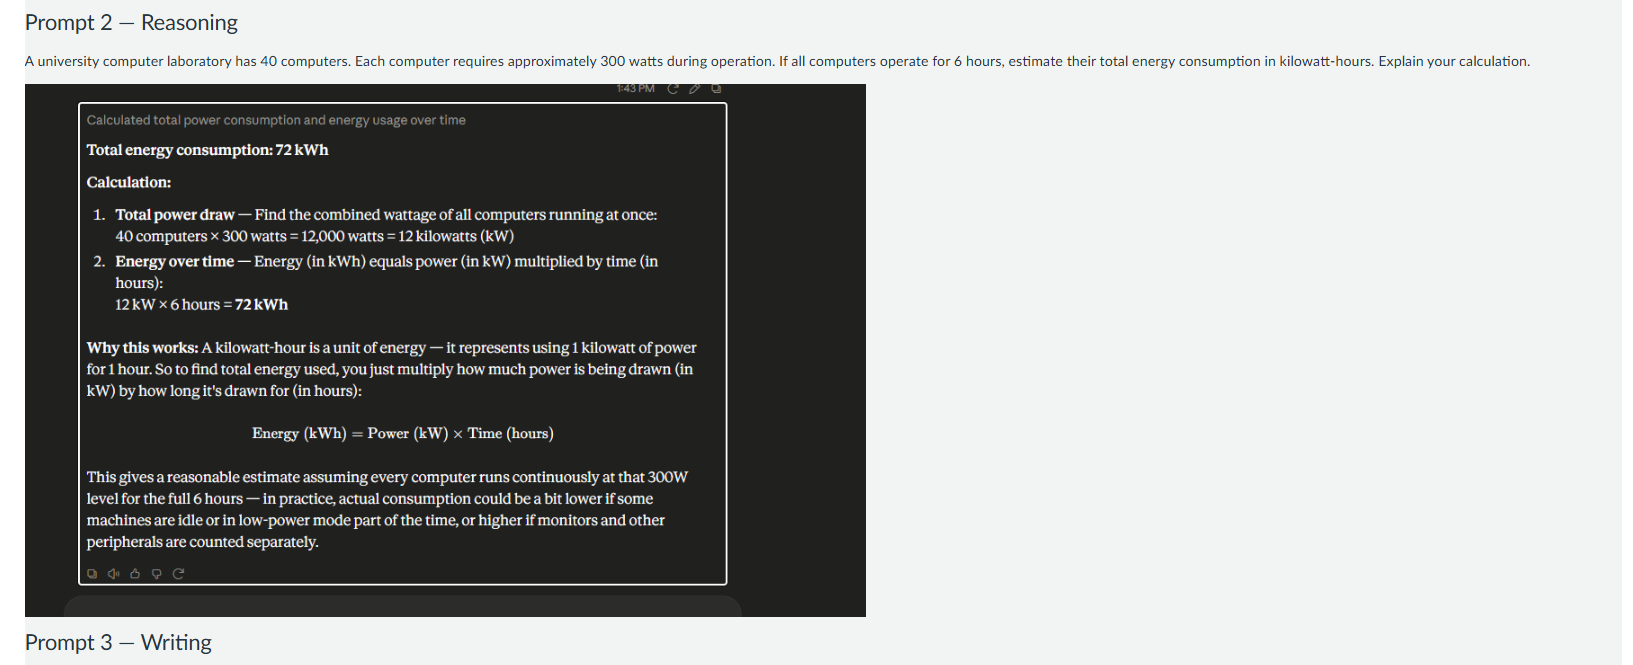 Prompt 2 — Reasoning
A university computer laboratory has 40 computers. Each computer requires approximately 300 watts during operation. If all computers operate for 6 hours, estimate their total energy consumption in kilowatt-hours. Explain your calculation.
1:43 PM
Calculated total power consumption and energy usage over time
Total energy consumption: 72 kWh
Calculation:
1. Total power draw — Find the combined wattage of all computers running at once:
40 computers × 300 watts = 12,000 watts = 12 kilowatts (kW)
2. Energy over time — Energy (in kWh) equals power (in kW) multiplied by time (in
hours):
12 kW × 6 hours = 72 kWh
Why this works: A kilowatt-hour is a unit of energy — it represents using 1 kilowatt of power
for 1 hour. So to find total energy used, you just multiply how much power is being drawn (in
kW) by how long it's drawn for (in hours):
Energy (kWh) = Power (kW) × Time (hours)
This gives a reasonable estimate assuming every computer runs continuously at that 300W
level for the full 6 hours — in practice, actual consumption could be a bit lower if some
machines are idle or in low-power mode part of the time, or higher if monitors and other
peripherals are counted separately.
Prompt 3 — Writing